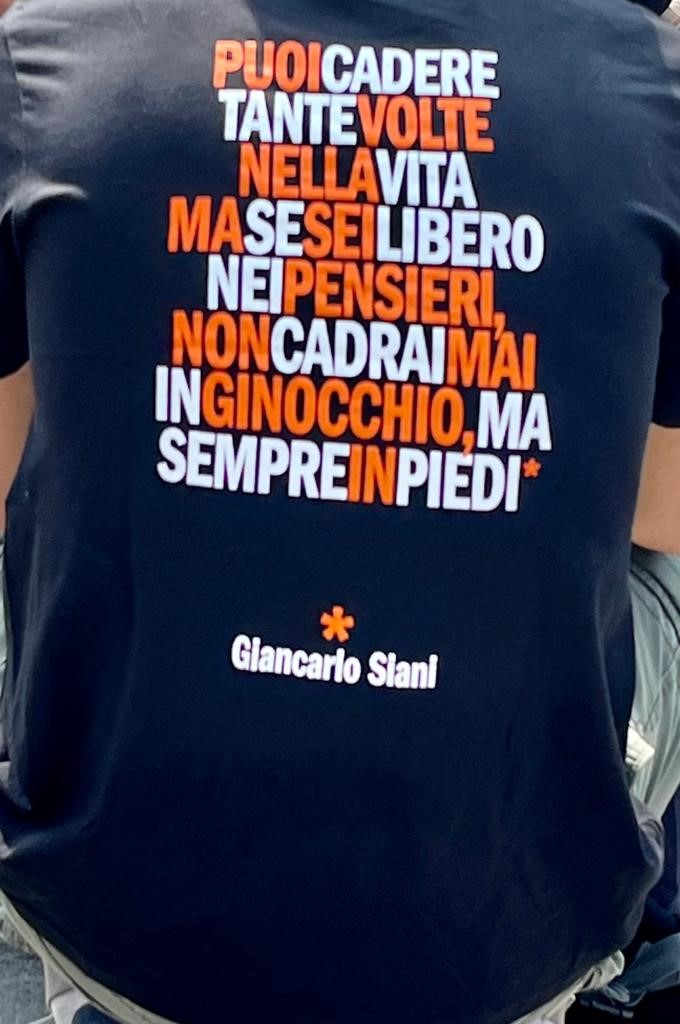 PUOICADERE
TANTEVOLTE
NELLAVITA
MASESEILIBERO
NEIPENSIERI,
NONCADRAIMAI
INGINOCCHIO,MA
SEMPREINPIEDI*
*
Giancarlo Siani